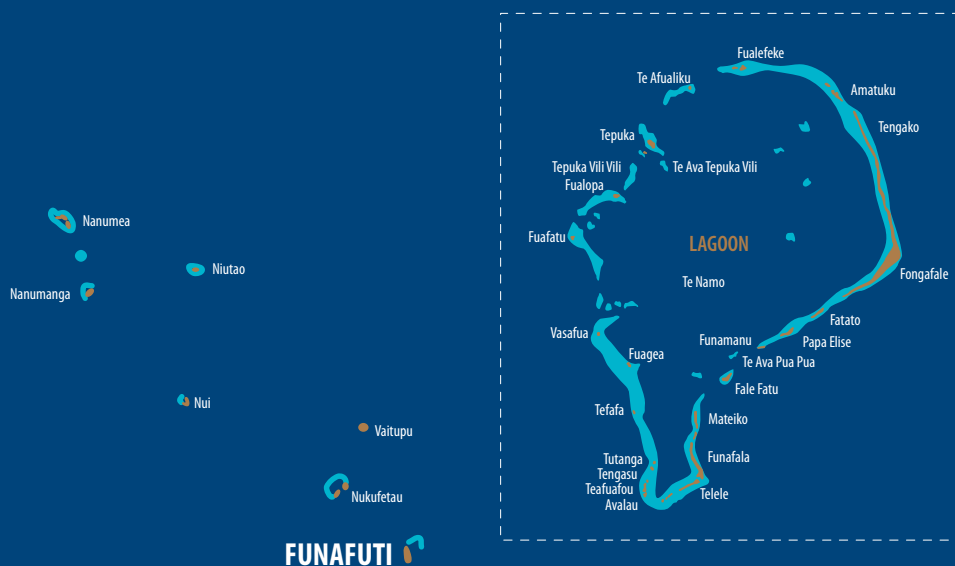 Nanumea
Niutao
Nanumanga
Nui
Vaitupu
Nukufetau
FUNAFUTI
Fualefeke
Te Afualiku
Amatuku
Tengako
Tepuka
Tepuka Vili Vili
Te Ava Tepuka Vili
Fualopa
Fuafatu
LAGOON
Te Namo
Fongafale
Fatato
Vasafua
Funamanu
Papa Elise
Fuagea
Te Ava Pua Pua
Fale Fatu
Tefafa
Mateiko
Tutanga
Funafala
Tengasu
Teafuafou
Telele
Avalau